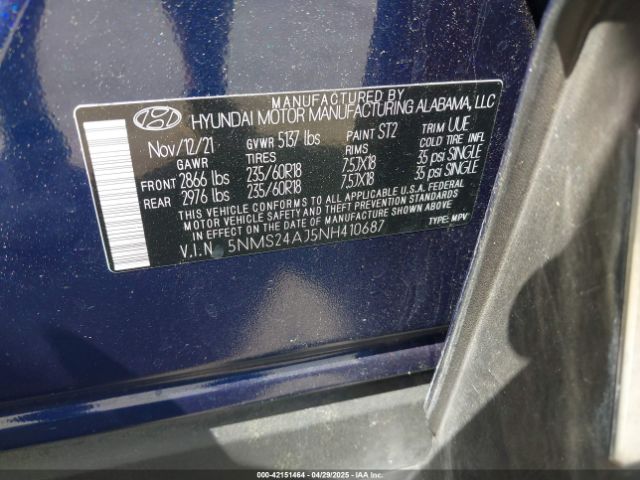 MANUFACTURED BY
HYUNDAI MOTOR MANUFACTURING ALABAMA, LLC
Nov/12/21 GVWR 5137 lbs PAINT ST2 TRIM UUE
GAWR TIRES RIMS COLD TIRE INFL
FRONT 2866 lbs 235/60R18 7.5JX18 35 psi SINGLE
REAR 2976 lbs 235/60R18 7.5JX18 35 psi SINGLE
THIS VEHICLE CONFORMS TO ALL APPLICABLE U.S.A. FEDERAL
MOTOR VEHICLE SAFETY AND THEFT PREVENTION STANDARDS
IN EFFECT ON THE DATE OF MANUFACTURE SHOWN ABOVE.
V.I.N. 5NMS24AJ5NH410687 TYPE: MPV
000-42151464 04/29/2025 IAAI.com